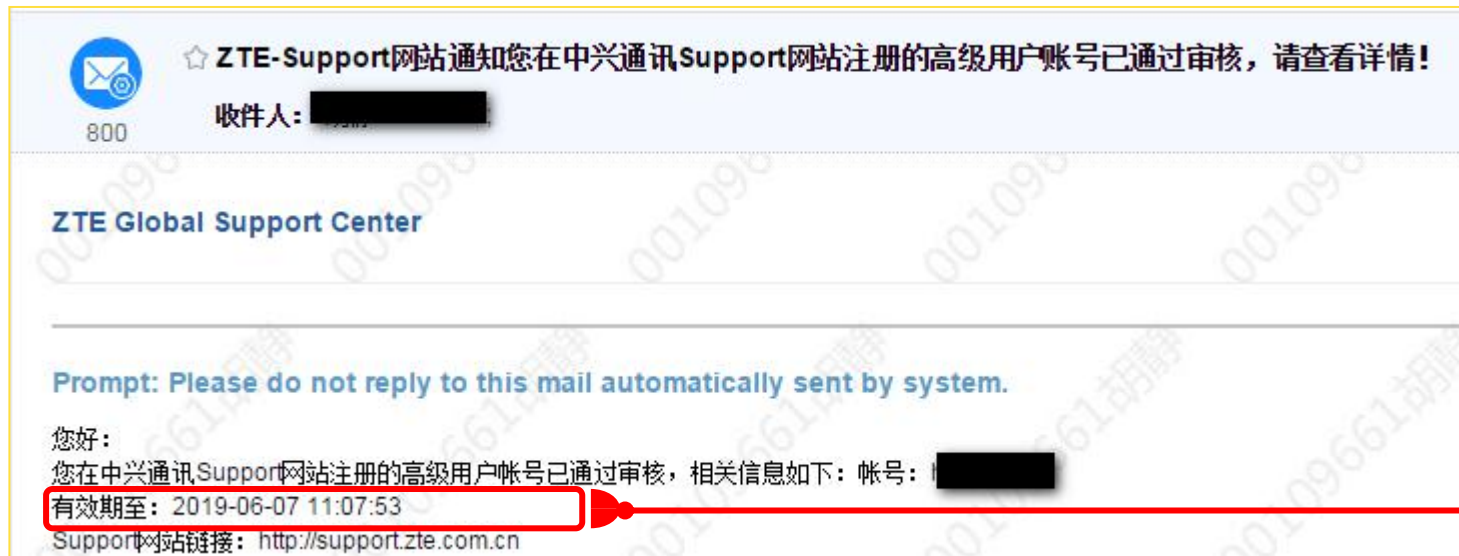 ZTE-Support网站通知您在中兴通讯Support网站注册的高级用户账号已通过审核，请查看详情！
800
收件人：
ZTE Global Support Center
Prompt: Please do not reply to this mail automatically sent by system.
您好：
您在中兴通讯Support网站注册的高级用户帐号已通过审核，相关信息如下：帐号：
有效期至：2019-06-07 11:07:53
Support网站链接：http://support.zte.com.cn